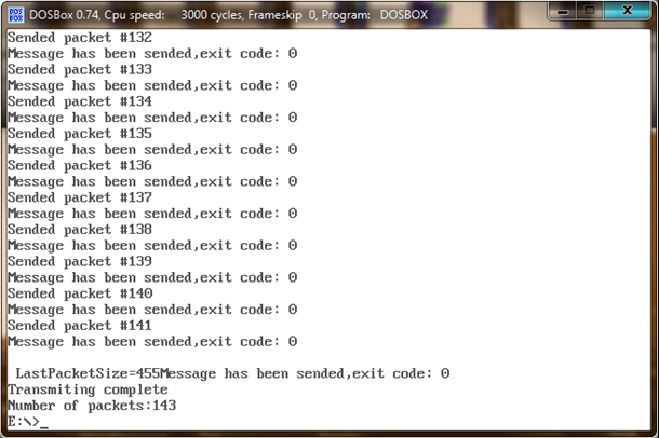 DOS
BOX
DOSBox 0.74, Cpu speed: 3000 cycles, Frameskip 0, Program: DOSBOX
Sended packet #132
Message has been sended,exit code: 0
Sended packet #133
Message has been sended,exit code: 0
Sended packet #134
Message has been sended,exit code: 0
Sended packet #135
Message has been sended,exit code: 0
Sended packet #136
Message has been sended,exit code: 0
Sended packet #137
Message has been sended,exit code: 0
Sended packet #138
Message has been sended,exit code: 0
Sended packet #139
Message has been sended,exit code: 0
Sended packet #140
Message has been sended,exit code: 0
Sended packet #141
Message has been sended,exit code: 0
LastPacketSize=455Message has been sended,exit code: 0
Transmiting complete
Number of packets:143
E:\>_